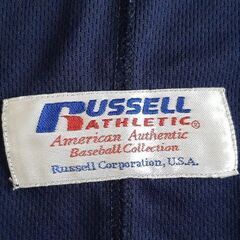 RUSSELL
ATHLETIC®
American Authentic
Baseball Collection
Russell Corporation, U.S.A.